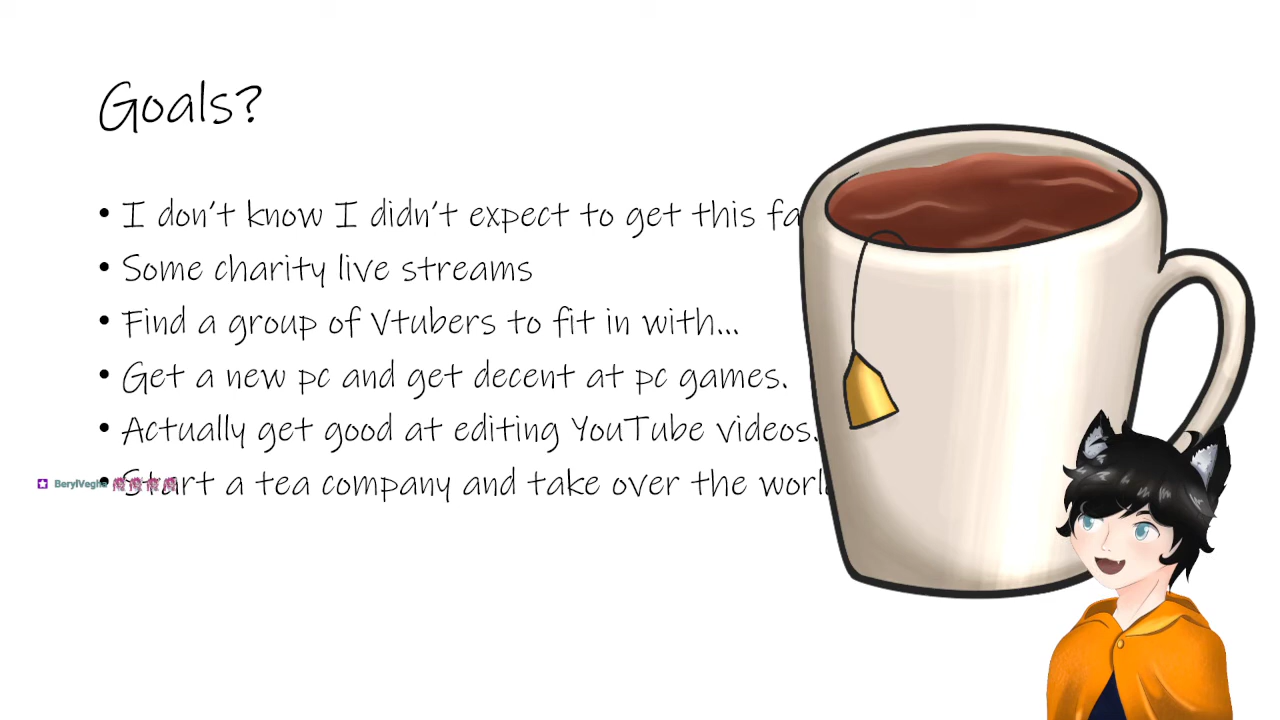 Goals?
• I don't know I didn't expect to get this fa
• Some charity live streams
• Find a group of Vtubers to fit in with...
• Get a new pc and get decent at pc games.
• Actually get good at editing YouTube videos.
• Start a tea company and take over the worl
BerylVegha